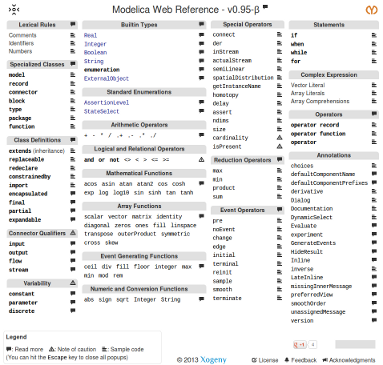 Modelica Web Reference - v0.95-β
Lexical Rules
Comments
Identifiers
Numbers
Specialized Classes
model
record
connector
block
type
package
function
Class Definitions
extends (inheritance)
replaceable
redeclare
constrainedby
import
encapsulated
final
partial
expandable
Connector Qualifiers
input
output
flow
stream
Variability
constant
parameter
discrete
Builtin Types
Real
Integer
Boolean
String
enumeration
ExternalObject
Standard Enumerations
AssertionLevel
StateSelect
Arithmetic Operators
+ - * / .+ .- .* ./
Logical and Relational Operators
and or not <> < > <= >=
Mathematical Functions
acos asin atan atan2 cos cosh
exp log log10 sin sinh tan tanh
Array Functions
scalar vector matrix identity
diagonal zeros ones fill linspace
transpose outerProduct symmetric
cross skew
Event Generating Functions
ceil div fill floor integer max
min mod rem
Numeric and Conversion Functions
abs sign sqrt Integer String
Special Operators
connect
der
inStream
actualStream
semiLinear
spatialDistribution
getInstanceName
homotopy
delay
assert
ndims
size
cardinality
isPresent
Reduction Operators
max
min
product
sum
Event Operators
pre
noEvent
change
edge
initial
terminal
reinit
sample
smooth
terminate
Statements
if
when
while
for
Complex Expression
Vector Literal
Array Literals
Array Comprehensions
Operators
operator record
operator function
operator
Annotations
choices
defaultComponentName
defaultComponentPrefixes
derivative
Dialog
Documentation
DynamicSelect
Evaluate
experiment
GenerateEvents
HideResult
Inline
inverse
LateInline
missingInnerMessage
preferredView
smoothOrder
unassignedMessage
version
Legend
: Read more : Note of caution : Sample code
(You can hit the Escape key to close all popups)
© 2013 Xogeny
License Feedback Acknowledgments